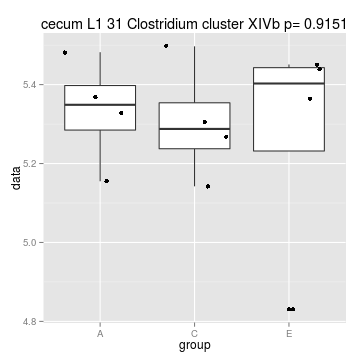 cecum L1 31 Clostridium cluster XIVb p= 0.9151
5.4
5.2
5.0
4.8
data
A C E
group